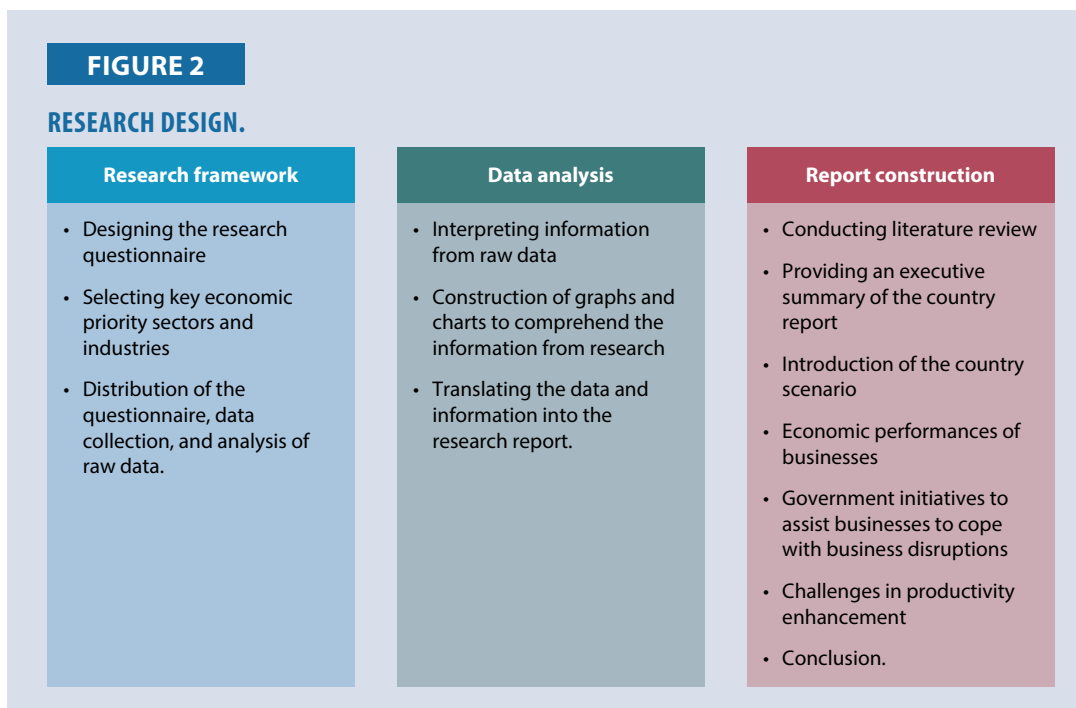 FIGURE 2
RESEARCH DESIGN.
Research framework
• Designing the research
questionnaire
• Selecting key economic
priority sectors and
industries
• Distribution of the
questionnaire, data
collection, and analysis of
raw data.
Data analysis
• Interpreting information
from raw data
• Construction of graphs and
charts to comprehend the
information from research
• Translating the data and
information into the
research report.
Report construction
• Conducting literature review
• Providing an executive
summary of the country
report
• Introduction of the country
scenario
• Economic performances of
businesses
• Government initiatives to
assist businesses to cope
with business disruptions
• Challenges in productivity
enhancement
• Conclusion.